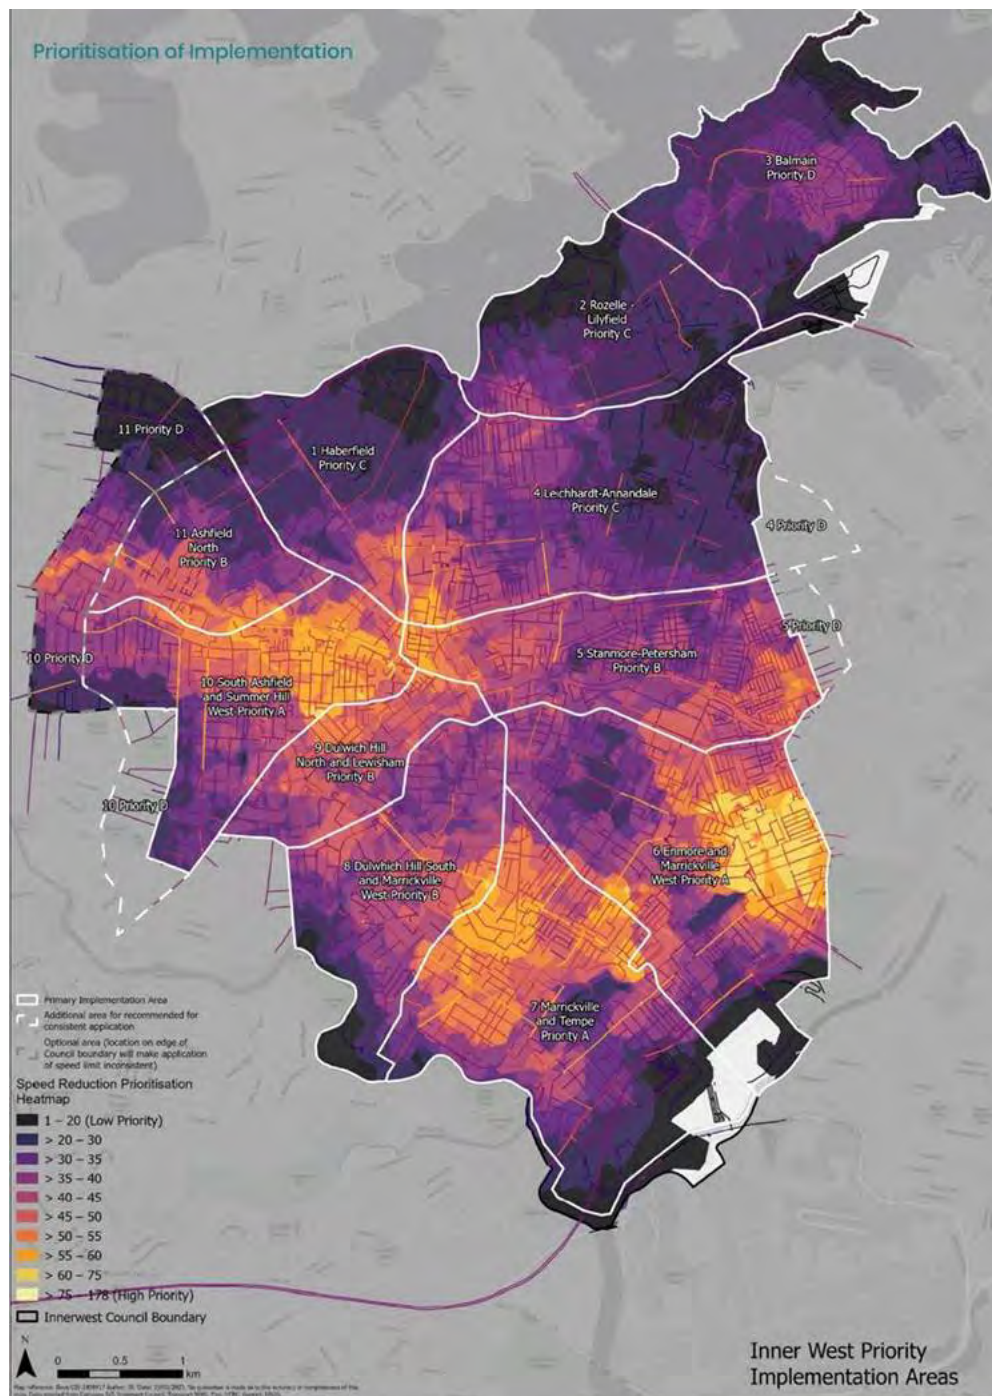 Prioritisation of Implementation
3 Balmain
Priority D
2 Rozelle -
Lilyfield
Priority C
11 Priority D
1 Haberfield
Priority C
4 Leichhardt-Annandale
Priority C
4 Priority D
11 Ashfield
North
Priority B
5 Priority D
10 Priority D
5 Stanmore-Petersham
Priority B
10 South Ashfield
and Summer Hill
West Priority A
9 Dulwich Hill
North and Lewisham
Priority B
10 Priority D
8 Dulwhich Hill South
and Marrickville
West Priority B
6 Enmore and
Marrickville
West Priority A
7 Marrickville
and Tempe
Priority A
Primary Implementation Area
Additional area for recommended for
consistent application
Optional area (location on edge of
Council boundary will make application
of speed limit inconsistent)
Speed Reduction Prioritisation
Heatmap
1 – 20 (Low Priority)
> 20 – 30
> 30 – 35
> 35 – 40
> 40 – 45
> 45 – 50
> 50 – 55
> 55 – 60
> 60 – 75
> 75 – 178 (High Priority)
Innerwest Council Boundary
N
0 0.5 1
km
Inner West Priority
Implementation Areas